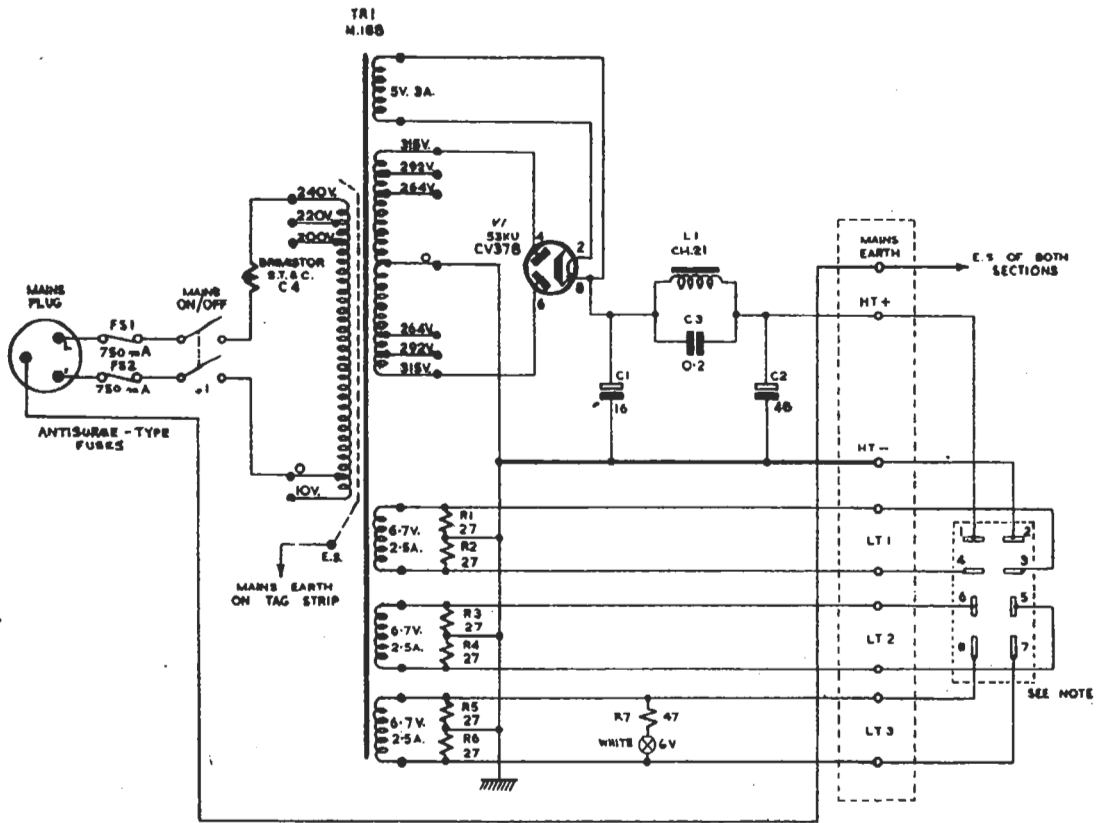 TR1
M.188
5V. 3A.
315V.
292V.
264V.
O
264V.
292V.
315V.
240V.
220V.
200V.
BRIMISTOR
S.T.& C.
C4
MAINS
ON/OFF
MAINS
PLUG
FS1
750mA
FS2
750mA
ANTISURGE - TYPE
FUSES
O
10V.
E.S.
MAINS EARTH
ON TAG STRIP
V1
53KU
CV378
4
2
6
8
L1
CH.21
C3
0.2
C1
16
C2
48
MAINS
EARTH
E.S OF BOTH
SECTIONS
HT+
HT-
6.7V.
2.5A.
R1
27
R2
27
LT 1
1
2
4
3
6.7V.
2.5A.
R3
27
R4
27
LT 2
6
5
8
7
SEE NOTE
6.7V.
2.5A.
R5
27
R6
27
R7
47
WHITE
6V
LT 3